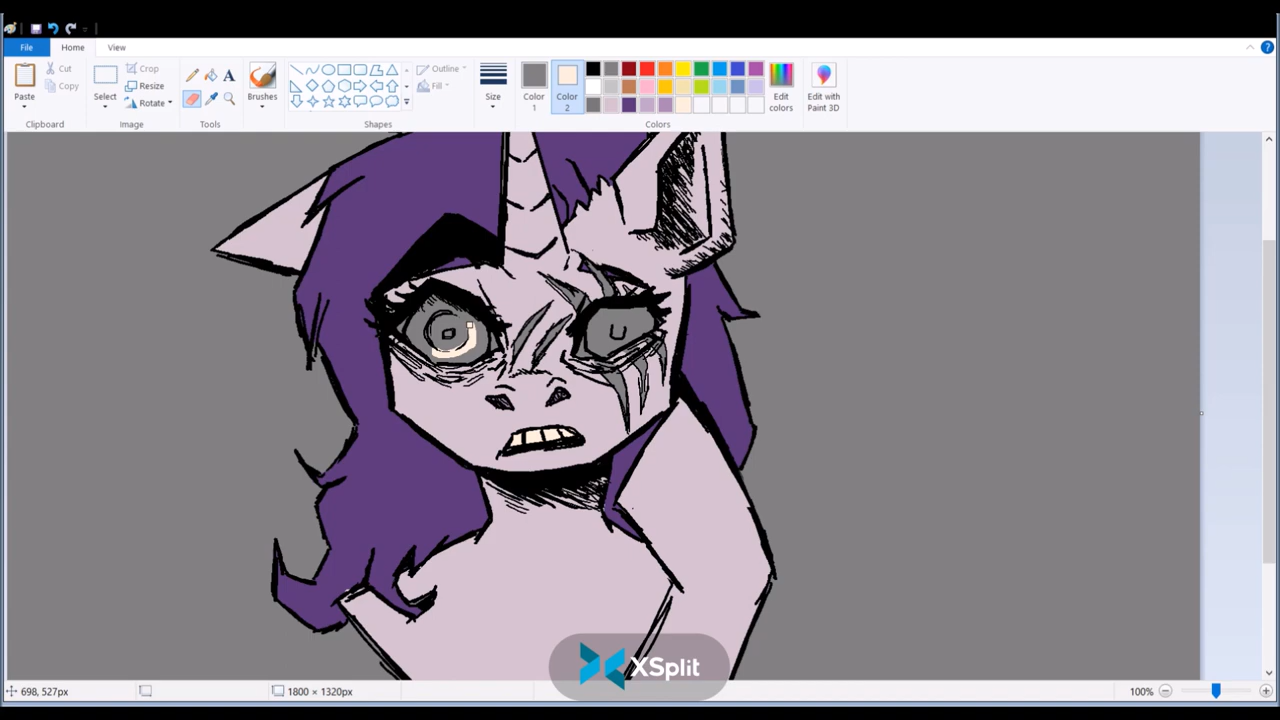 File Home View
Paste
Cut
Copy
Clipboard
Select
Crop
Resize
Rotate
Image
A
Tools
Brushes
Outline
Fill
Shapes
Size
Color
1
Color
2
Colors
Edit
colors
Edit with
Paint 3D
?
XSplit
698, 527px
1800 × 1320px
100%